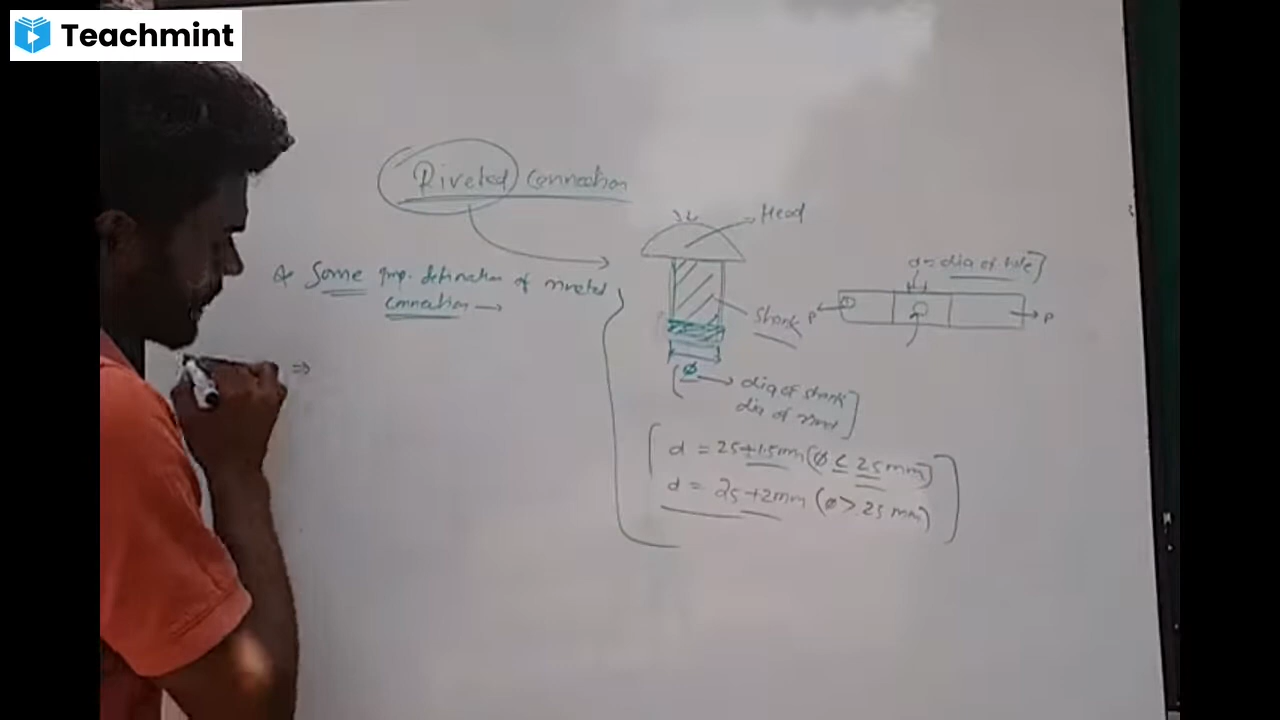 Teachmint
Riveted Connection
Head
* Some imp. defination of riveted
connection →
d = dia of hole
Shank
P
P
⇒
ϕ → dia of shank
dia of rivet
d = 25+1.5mm (ϕ ≤ 25mm)
d = 25+2mm (ϕ > 25 mm)